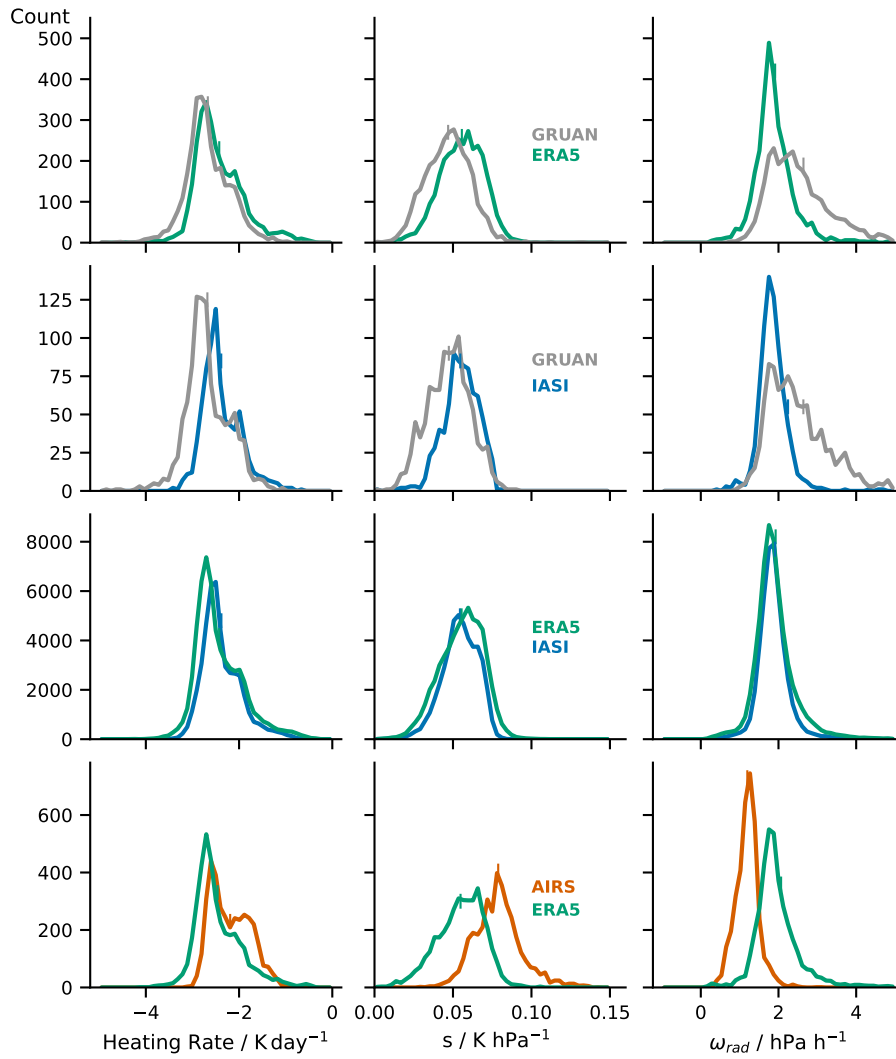 Count
500
400
300
200
100
0
GRUAN
ERA5
125
100
75
50
25
0
GRUAN
IASI
8000
6000
4000
2000
0
ERA5
IASI
600
400
200
0
AIRS
ERA5
−4 −2 0 0.00 0.05 0.10 0.15 0 2 4
Heating Rate / K day⁻¹ s / K hPa⁻¹ ω_rad / hPa h⁻¹